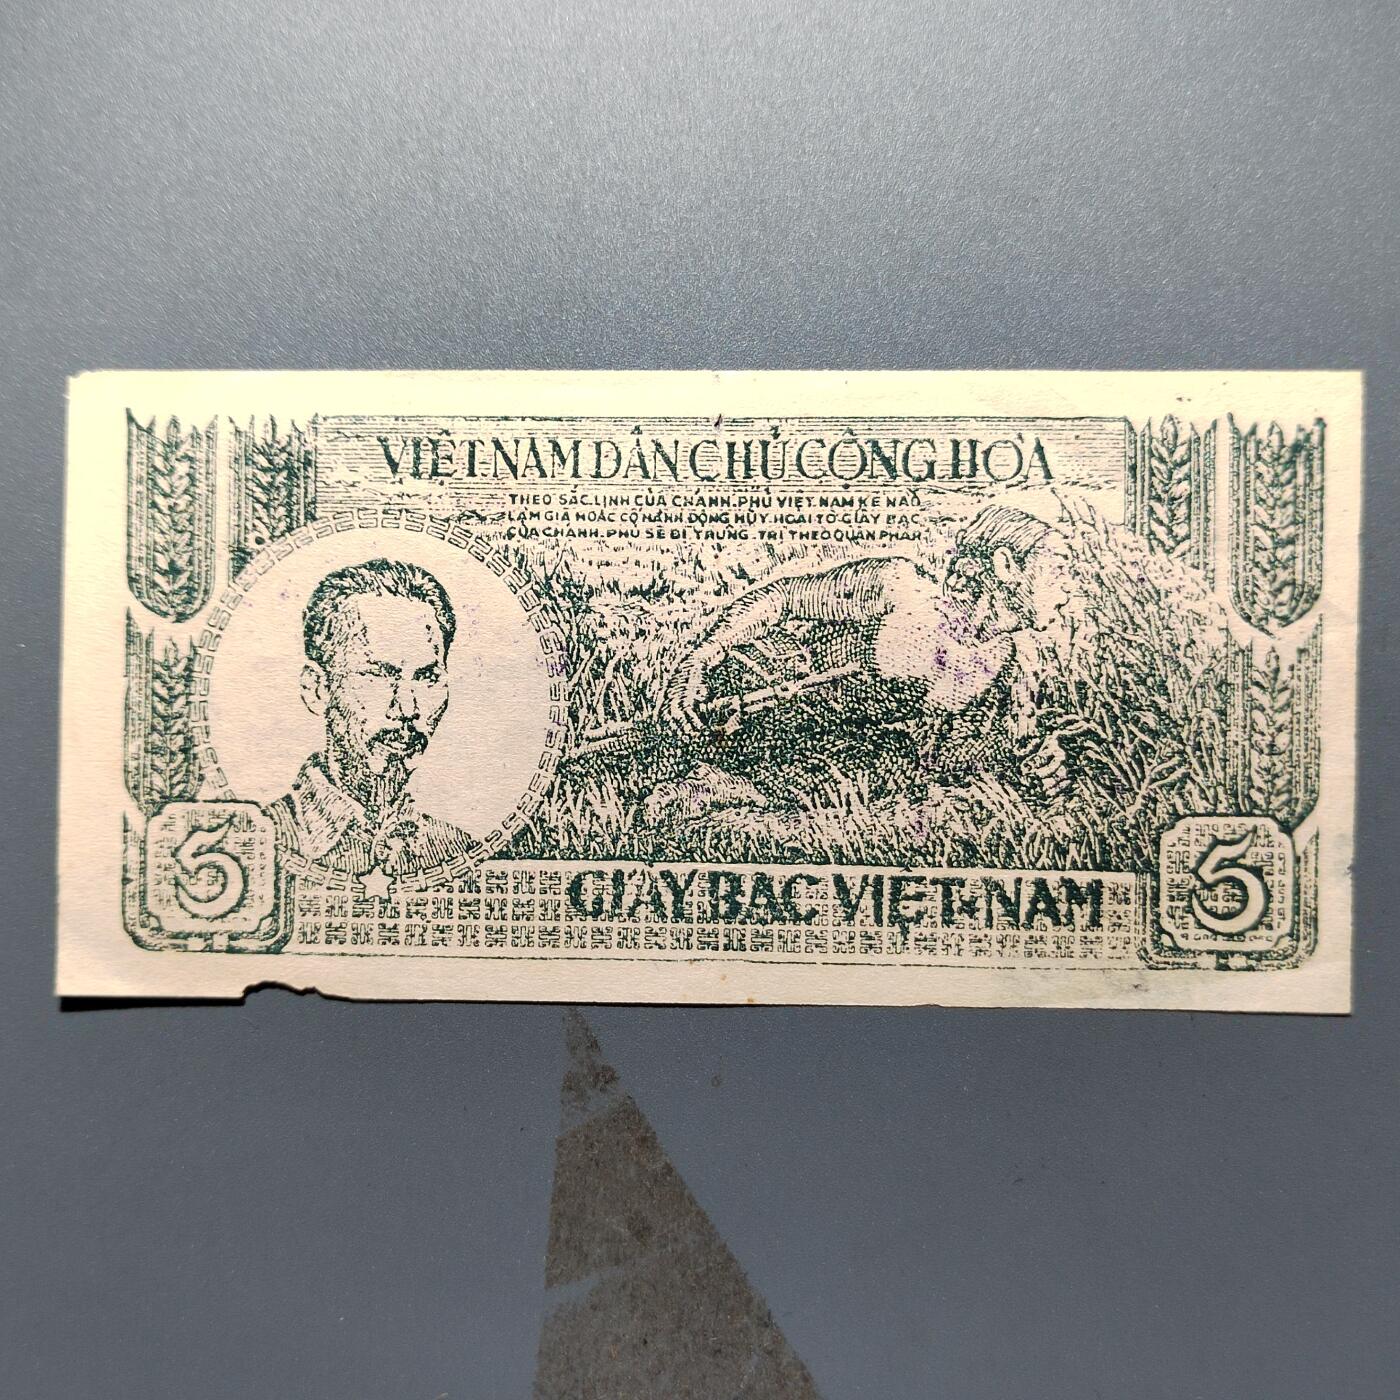 VIỆT-NAM DÂN CHỦ CỘNG HÒA
THEO SẮC-LỊNH CỦA CHÁNH-PHỦ VIỆT-NAM KẺ NÀO
LÀM GIẢ HOẶC CÓ HÀNH ĐỘNG HỦY-HOẠI TỜ GIẤY BẠC
CỦA CHÁNH-PHỦ SẼ BỊ TRỪNG-TRỊ THEO QUÂN PHÁP
5 5
GIẤY BẠC VIỆT-NAM